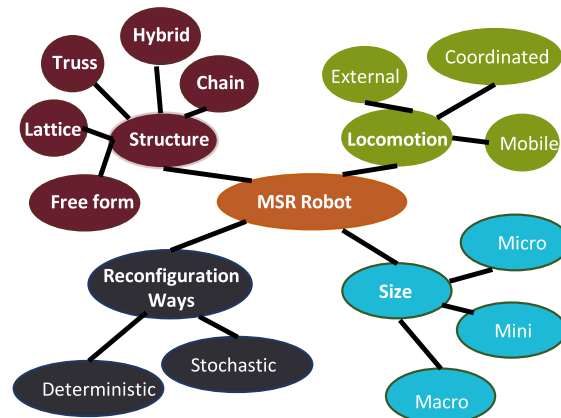 Hybrid
Truss
Chain
Lattice
Structure
Free form
Coordinated
External
Locomotion
Mobile
MSR Robot
Reconfiguration
Ways
Stochastic
Deterministic
Size
Micro
Mini
Macro